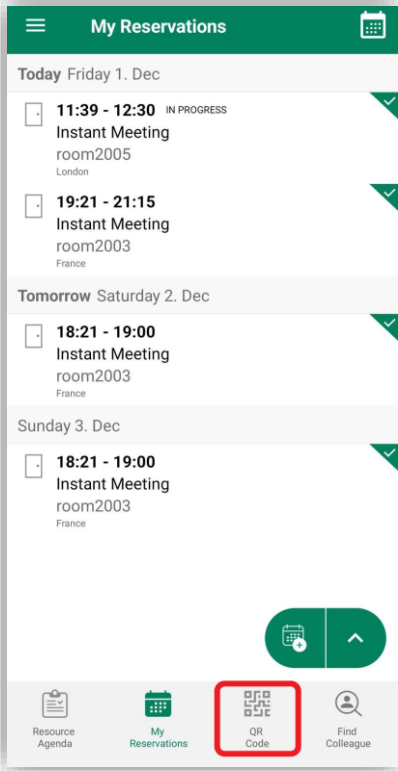 My Reservations
Today Friday 1. Dec
11:39 - 12:30 IN PROGRESS
Instant Meeting
room2005
London
19:21 - 21:15
Instant Meeting
room2003
France
Tomorrow Saturday 2. Dec
18:21 - 19:00
Instant Meeting
room2003
France
Sunday 3. Dec
18:21 - 19:00
Instant Meeting
room2003
France
Resource
Agenda
My
Reservations
QR
Code
Find
Colleague